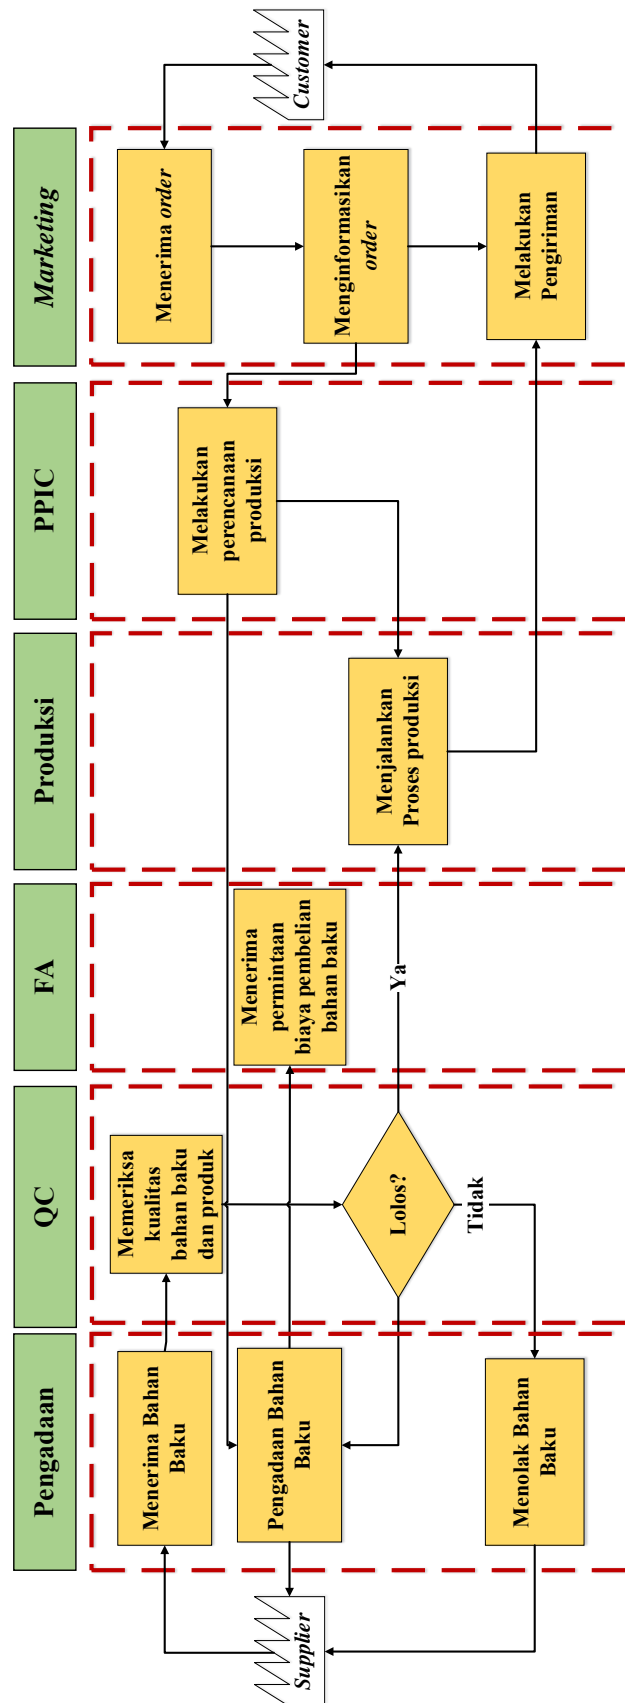 Pengadaan
QC
FA
Produksi
PPIC
Marketing
Supplier
Menerima Bahan
Baku
Pengadaan Bahan
Baku
Menolak Bahan
Baku
Memeriksa
kualitas
bahan baku
dan produk
Lolos?
Tidak
Ya
Menerima
permintaan
biaya pembelian
bahan baku
Menjalankan
Proses produksi
Melakukan
perencanaan
produksi
Menerima order
Menginformasikan
order
Melakukan
Pengiriman
Customer